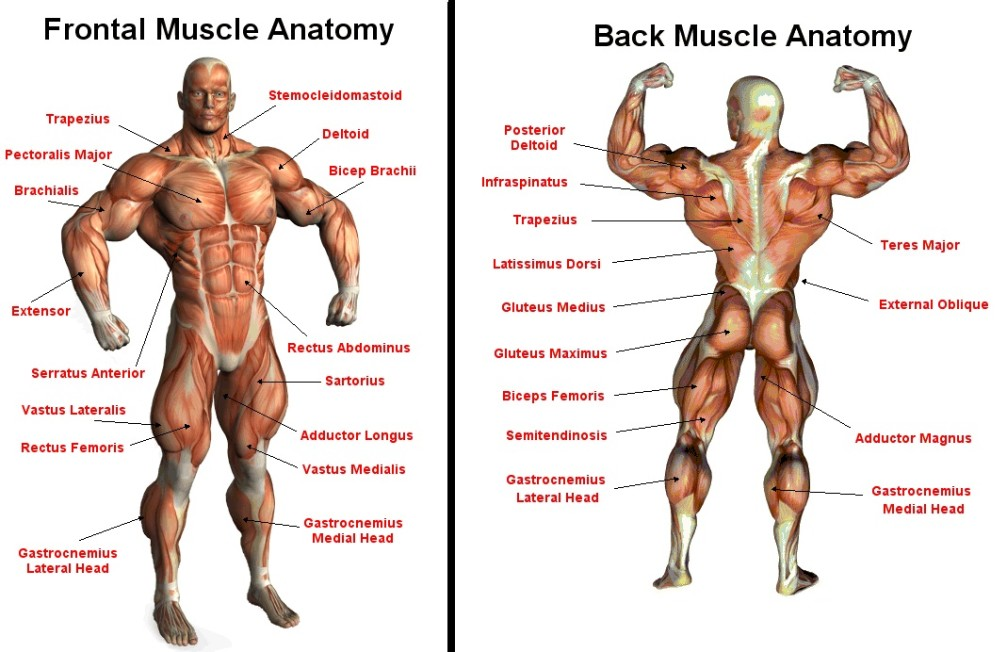 Frontal Muscle Anatomy
Stemocleidomastoid
Trapezius
Deltoid
Pectoralis Major
Bicep Brachii
Brachialis
Extensor
Rectus Abdominus
Serratus Anterior
Sartorius
Vastus Lateralis
Adductor Longus
Rectus Femoris
Vastus Medialis
Gastrocnemius
Medial Head
Gastrocnemius
Lateral Head
Back Muscle Anatomy
Posterior
Deltoid
Infraspinatus
Trapezius
Teres Major
Latissimus Dorsi
External Oblique
Gluteus Medius
Gluteus Maximus
Biceps Femoris
Semitendinosis
Adductor Magnus
Gastrocnemius
Lateral Head
Gastrocnemius
Medial Head